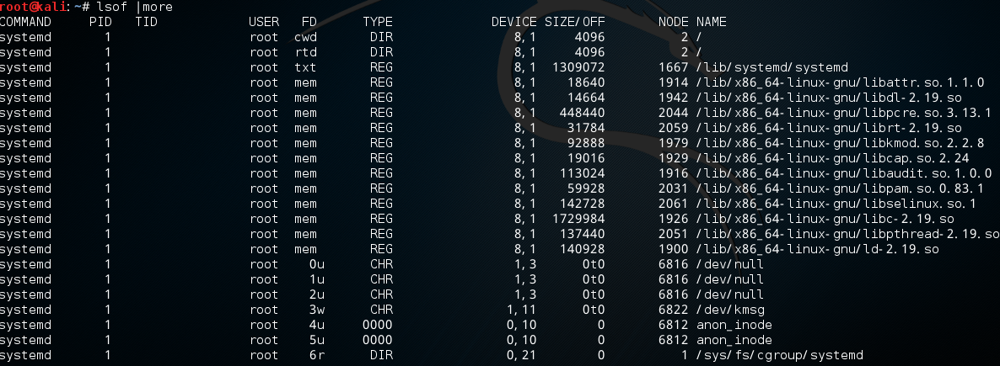 root@kali:~# lsof |more
COMMAND PID TID USER FD TYPE DEVICE SIZE/OFF NODE NAME
systemd 1 root cwd DIR 8,1 4096 2 /
systemd 1 root rtd DIR 8,1 4096 2 /
systemd 1 root txt REG 8,1 1309072 1667 /lib/systemd/systemd
systemd 1 root mem REG 8,1 18640 1914 /lib/x86_64-linux-gnu/libattr.so.1.1.0
systemd 1 root mem REG 8,1 14664 1942 /lib/x86_64-linux-gnu/libdl-2.19.so
systemd 1 root mem REG 8,1 448440 2044 /lib/x86_64-linux-gnu/libpcre.so.3.13.1
systemd 1 root mem REG 8,1 31784 2059 /lib/x86_64-linux-gnu/librt-2.19.so
systemd 1 root mem REG 8,1 92888 1979 /lib/x86_64-linux-gnu/libkmod.so.2.2.8
systemd 1 root mem REG 8,1 19016 1929 /lib/x86_64-linux-gnu/libcap.so.2.24
systemd 1 root mem REG 8,1 113024 1916 /lib/x86_64-linux-gnu/libaudit.so.1.0.0
systemd 1 root mem REG 8,1 59928 2031 /lib/x86_64-linux-gnu/libpam.so.0.83.1
systemd 1 root mem REG 8,1 142728 2061 /lib/x86_64-linux-gnu/libselinux.so.1
systemd 1 root mem REG 8,1 1729984 1926 /lib/x86_64-linux-gnu/libc-2.19.so
systemd 1 root mem REG 8,1 137440 2051 /lib/x86_64-linux-gnu/libpthread-2.19.so
systemd 1 root mem REG 8,1 140928 1900 /lib/x86_64-linux-gnu/ld-2.19.so
systemd 1 root 0u CHR 1,3 0t0 6816 /dev/null
systemd 1 root 1u CHR 1,3 0t0 6816 /dev/null
systemd 1 root 2u CHR 1,3 0t0 6816 /dev/null
systemd 1 root 3w CHR 1,11 0t0 6822 /dev/kmsg
systemd 1 root 4u 0000 0,10 0 6812 anon_inode
systemd 1 root 5u 0000 0,10 0 6812 anon_inode
systemd 1 root 6r DIR 0,21 0 1 /sys/fs/cgroup/systemd